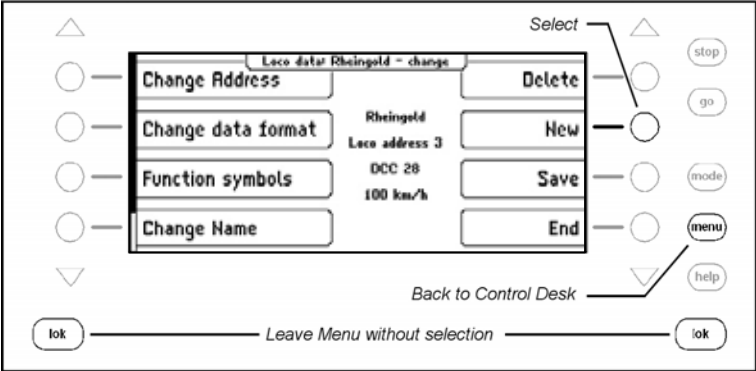 Select
stop
Loco data: Rheingold - change
Change Address
Delete
go
Change data format
Rheingold
New
Loco address 3
Function symbols
DCC 28
Save
mode
100 km/h
Change Name
End
menu
help
Back to Control Desk
lok
Leave Menu without selection
lok